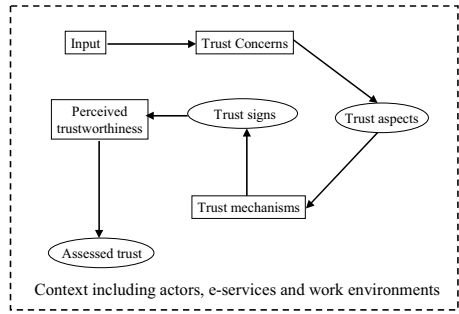 Input
Trust Concerns
Trust aspects
Trust mechanisms
Trust signs
Perceived
trustworthiness
Assessed trust
Context including actors, e-services and work environments